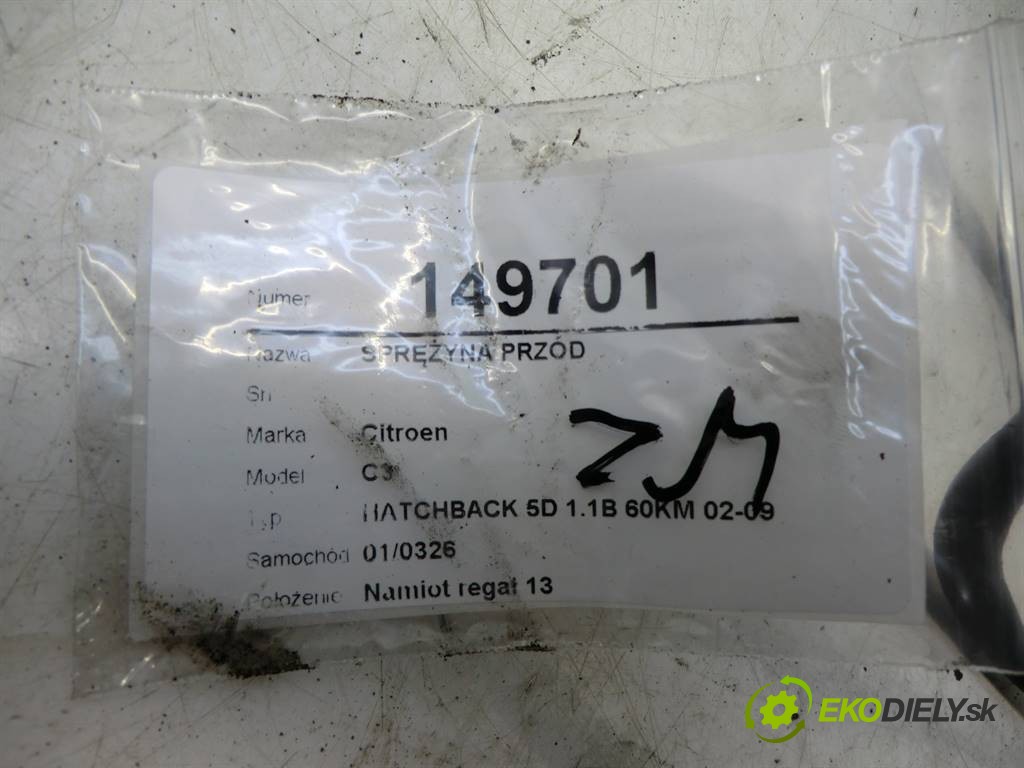 Numer 149701
Nazwa SPRĘŻYNA PRZÓD
Sn
Marka Citroen
Model C3
Typ HATCHBACK 5D 1.1B 60KM 02-09
Samochód 01/0326
Położenie Namiot regał 13
ZM
EKODIELY.sk